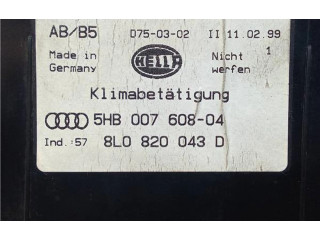 AB/B5 075-03-02 II 11.02.99
Made in Germany HELLA Nicht werfen 1
Klimabetätigung
5HB 007 608-04
Ind.:57 8L0 820 043 D